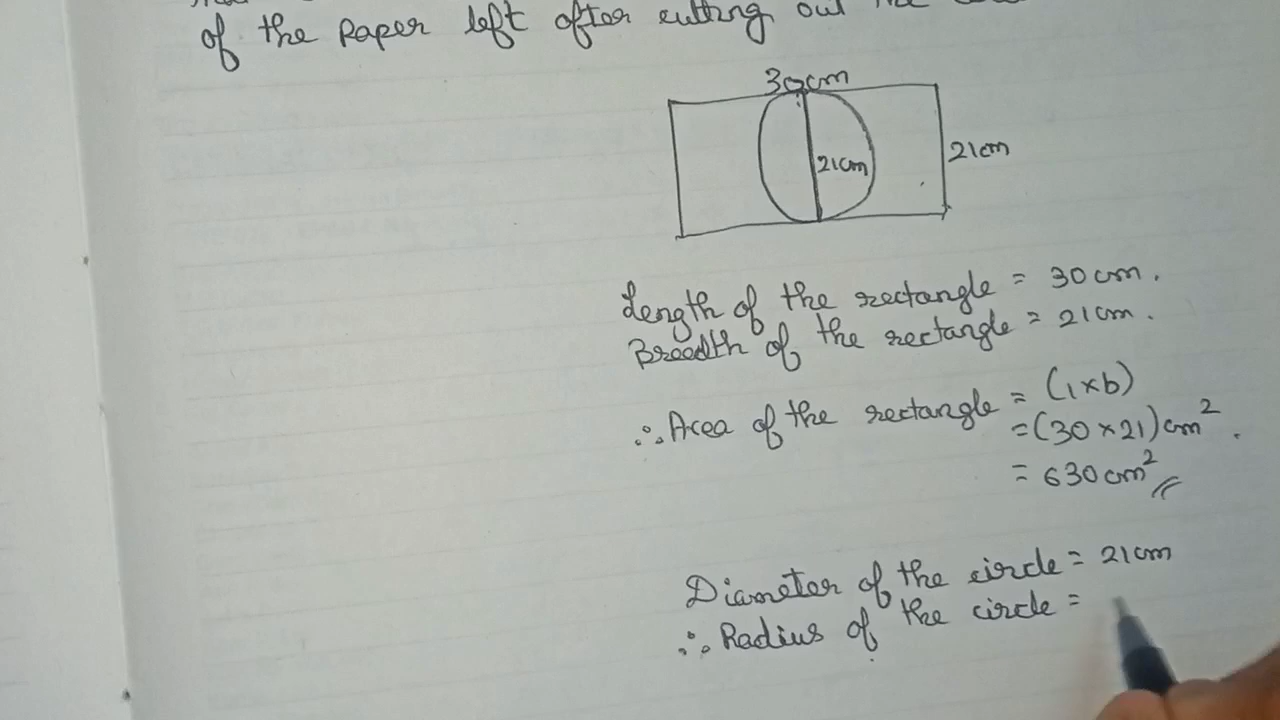 of the Paper left after cutting out
30cm
21cm
21cm
Length of the rectangle = 30cm.
Breadth of the rectangle = 21cm.
∴ Area of the rectangle = (l×b)
=(30×21)cm².
= 630cm²
Diameter of the circle = 21cm
∴ Radius of the circle =